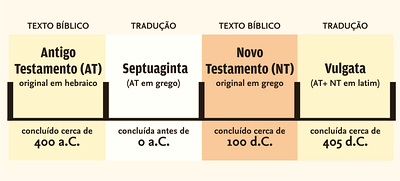 TEXTO BÍBLICO
TRADUÇÃO
TEXTO BÍBLICO
TRADUÇÃO
Antigo
Testamento (AT)
original em hebraico
Septuaginta
(AT em grego)
Novo
Testamento (NT)
original em grego
Vulgata
(AT+ NT em latim)
concluído cerca de
400 a.C.
concluída antes de
0 a.C.
concluído cerca de
100 d.C.
concluída cerca de
405 d.C.